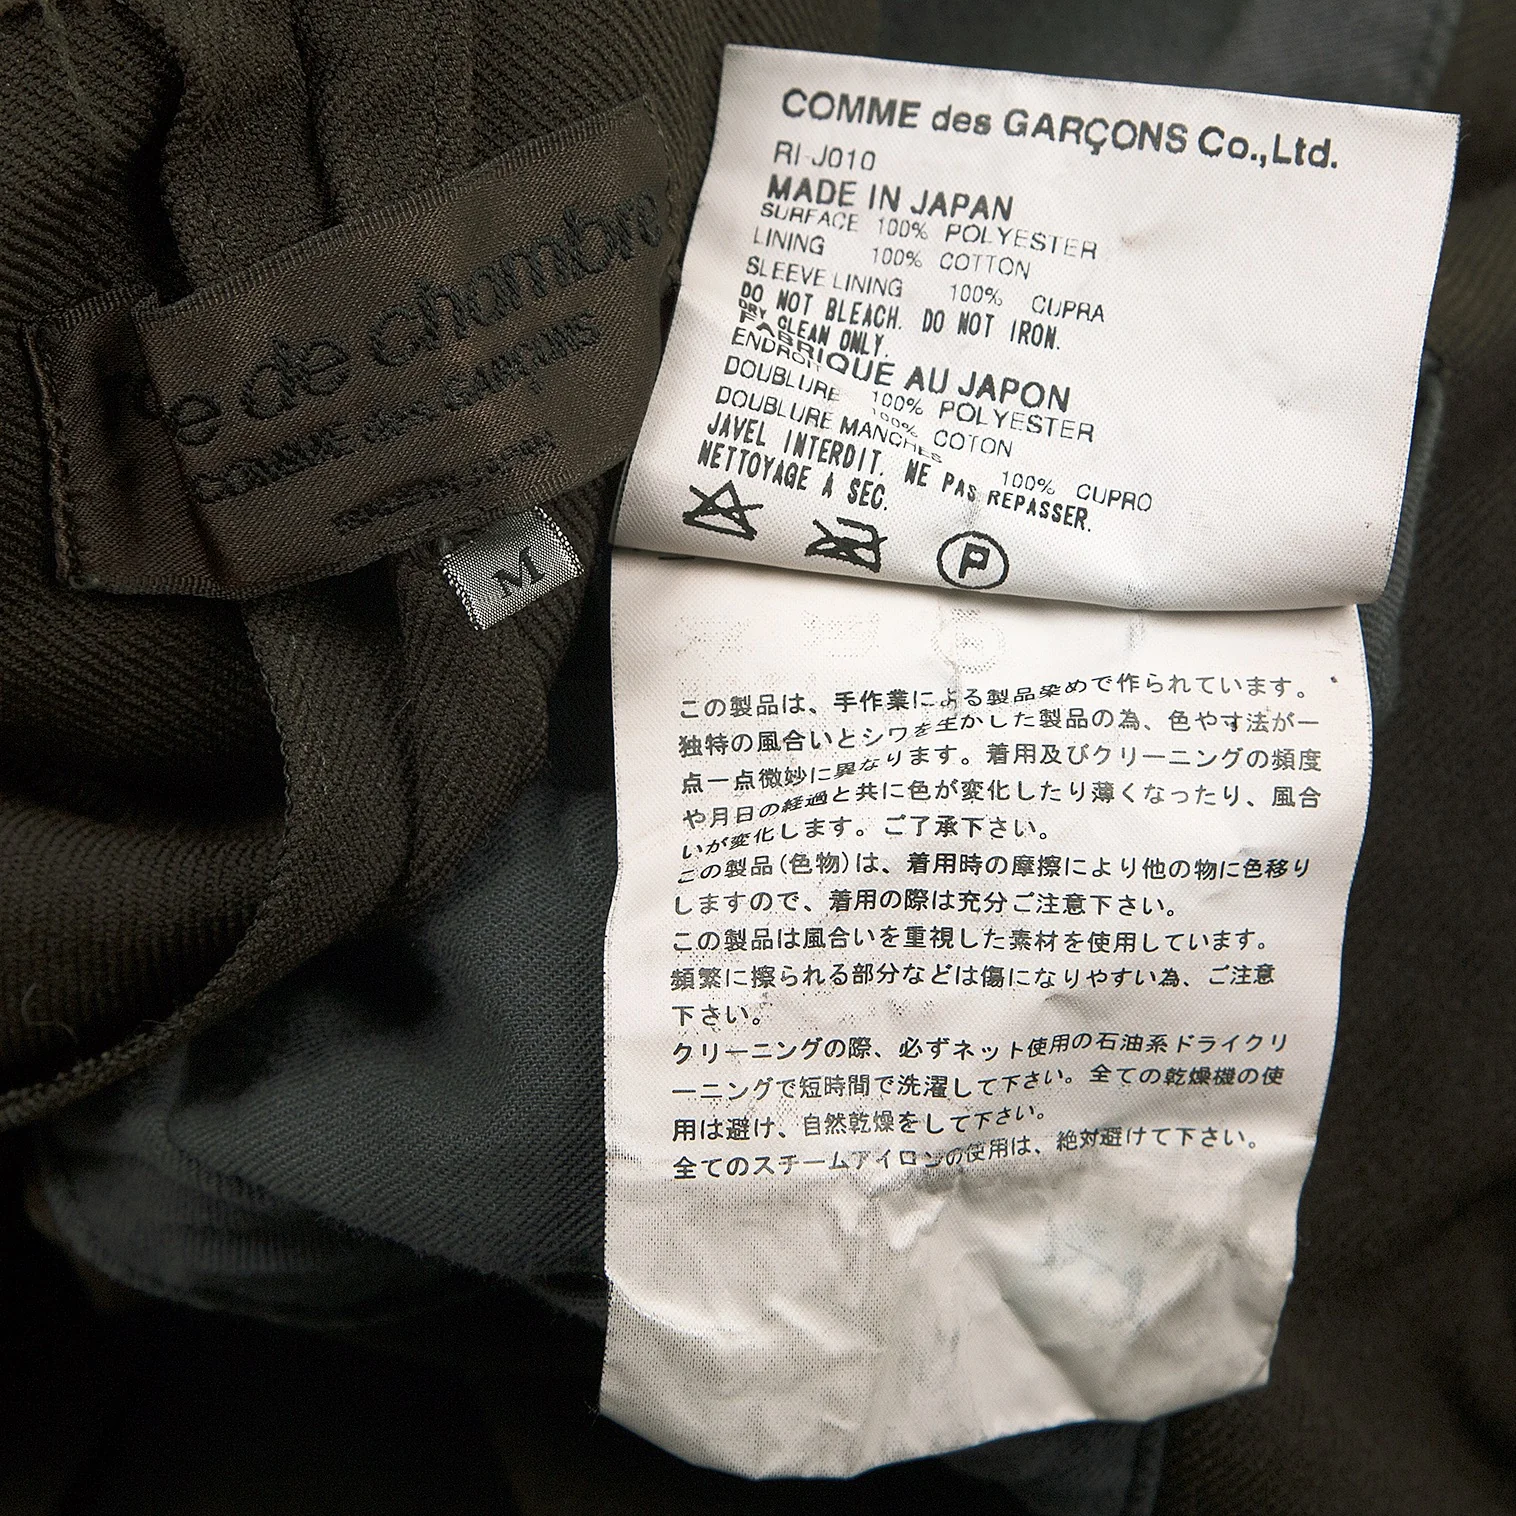 de chambre
COMME des GARÇONS
M
COMME des GARÇONS Co.,Ltd.
RI-J010
MADE IN JAPAN
SURFACE 100% POLYESTER
LINING 100% COTTON
SLEEVE LINING 100% CUPRA
DO NOT BLEACH. DO NOT IRON.
DRY CLEAN ONLY.
FABRIQUE AU JAPON
ENDROIT 100% POLYESTER
DOUBLURE 100% COTON
DOUBLURE MANCHES 100% CUPRO
JAVEL INTERDIT. NE PAS REPASSER.
NETTOYAGE A SEC.
P
この製品は、手作業による製品染めで作られています。
独特の風合いとシワを生かした製品の為、色や寸法が一
点一点微妙に異なります。着用及びクリーニングの頻度
や月日の経過と共に色が変化したり薄くなったり、風合
いが変化します。ご了承下さい。
この製品(色物)は、着用時の摩擦により他の物に色移り
しますので、着用の際は充分ご注意下さい。
この製品は風合いを重視した素材を使用しています。
頻繁に擦られる部分などは傷になりやすい為、ご注意
下さい。
クリーニングの際、必ずネット使用の石油系ドライクリ
ーニングで短時間で洗濯して下さい。全ての乾燥機の使
用は避け、自然乾燥をして下さい。
全てのスチームアイロンの使用は、絶対避けて下さい。